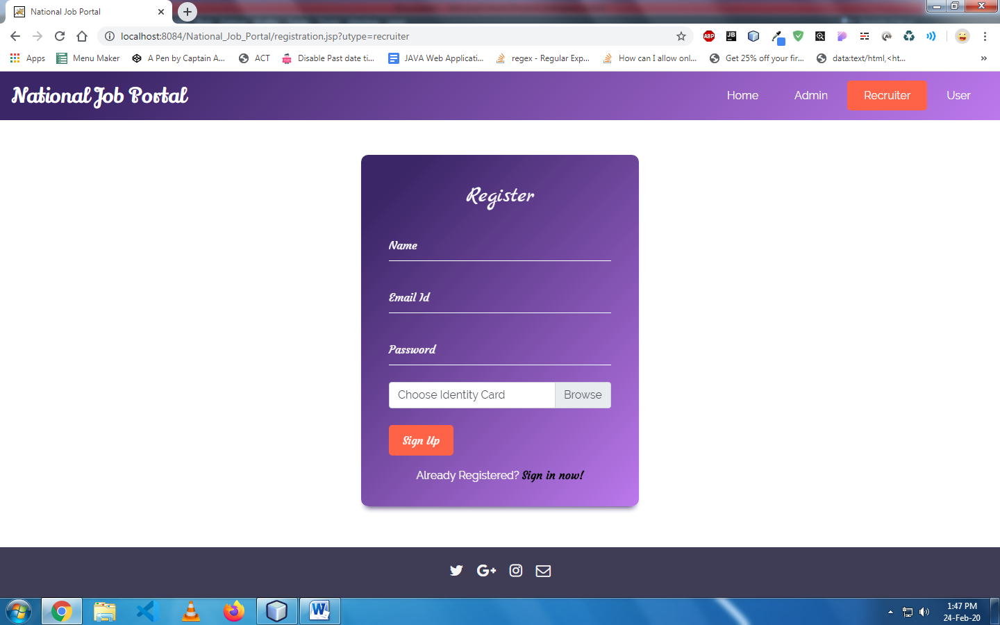 National Job Portal
localhost:8084/National_Job_Portal/registration.jsp?utype=recruiter
ABP
JB
Apps
Menu Maker
A Pen by Captain A...
ACT
Disable Past date ti...
JAVA Web Applicati...
regex - Regular Exp...
How can I allow onl...
Get 25% off your fir...
data:text/html,<ht...
»
National Job Portal
Home
Admin
Recruiter
User
Register
Name
Email Id
Password
Choose Identity Card
Browse
Sign Up
Already Registered? Sign in now!
G+
W
1:47 PM
24-Feb-20